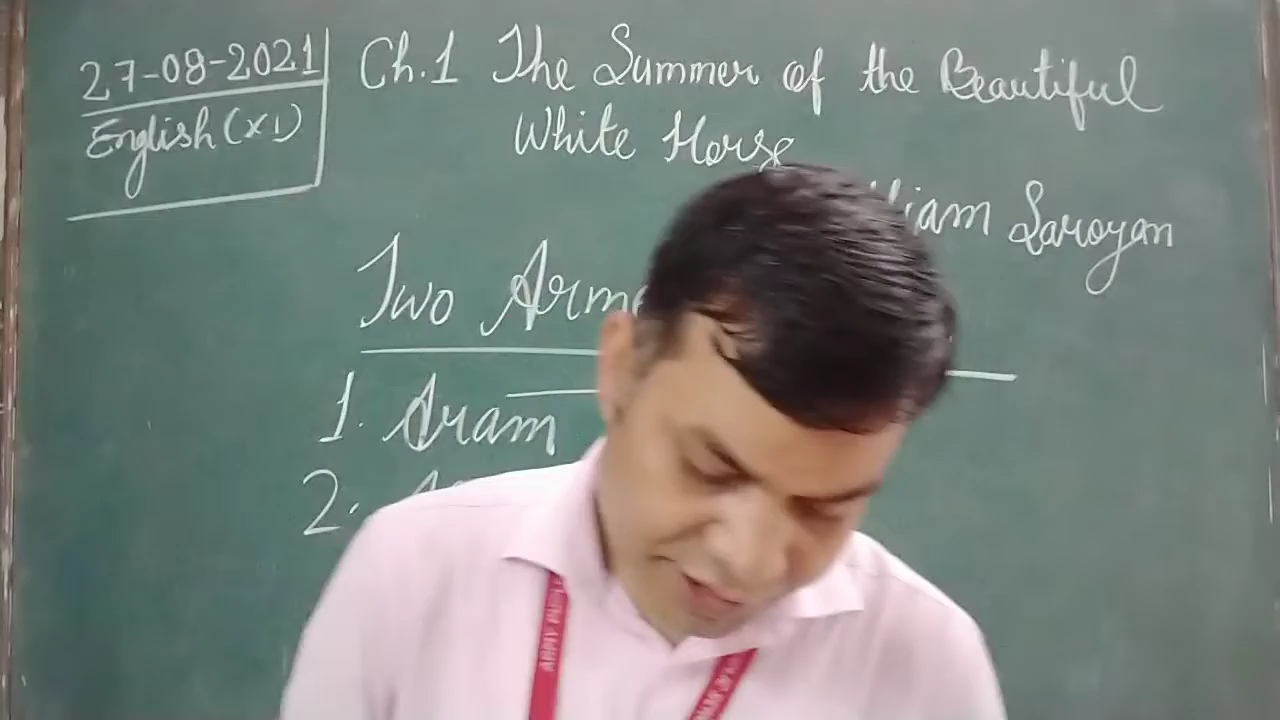 27-08-2021
English (XI)
Ch.1 The Summer of the Beautiful
White Horse
Saroyan
Two
1. Aram
2.